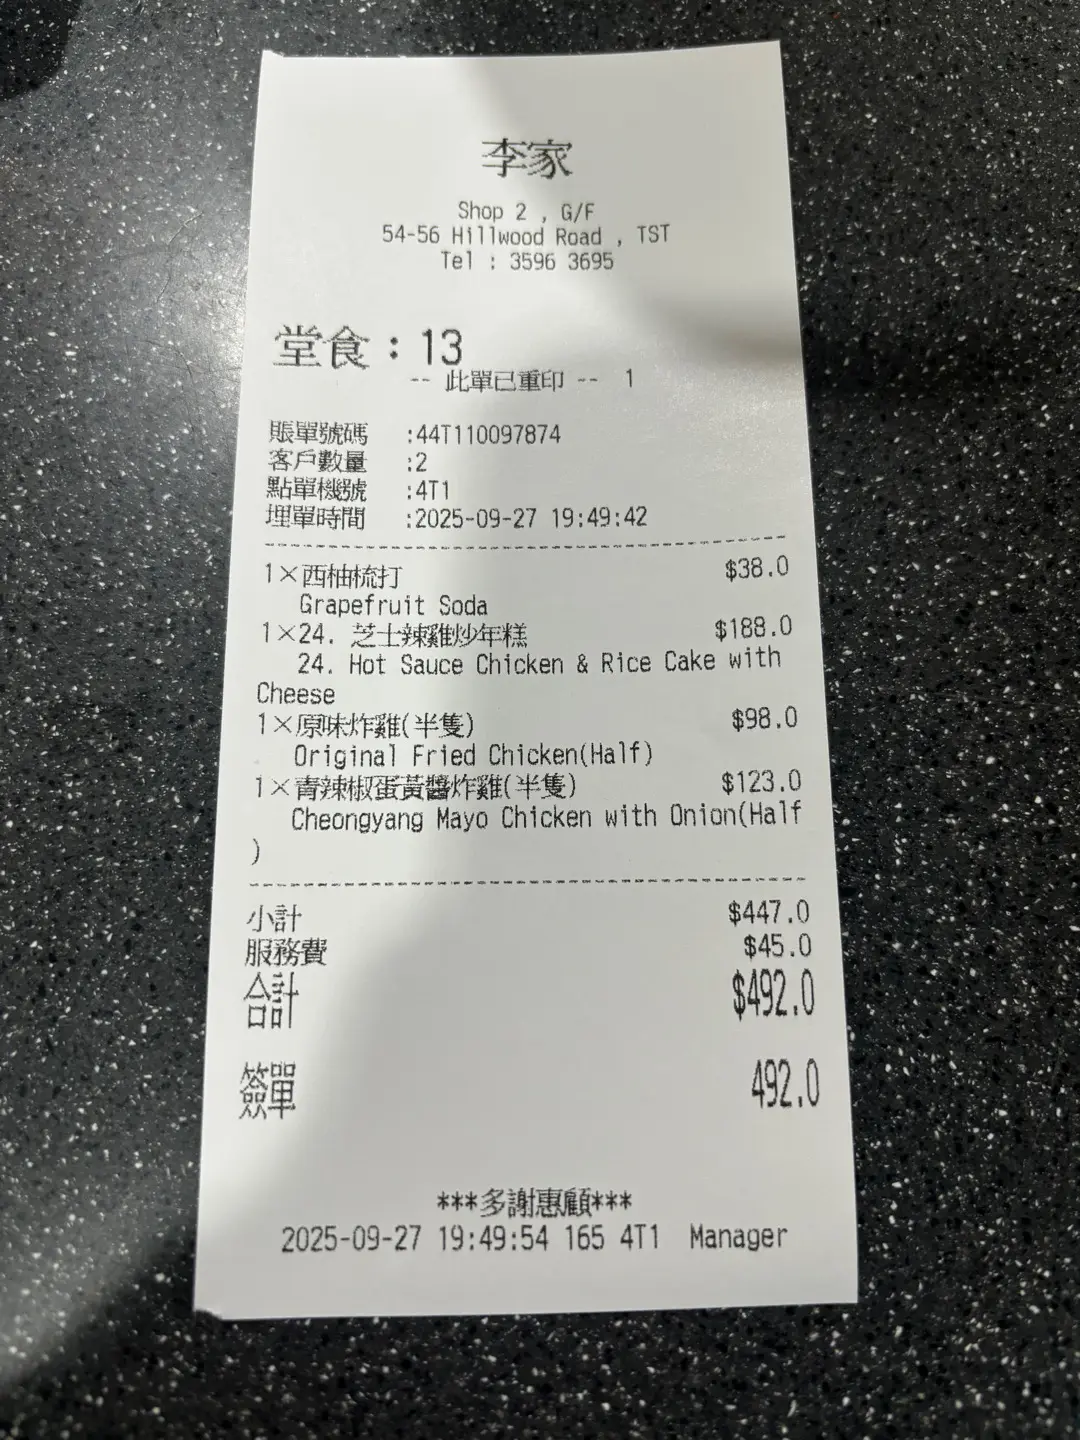 李家
Shop 2 , G/F
54-56 Hillwood Road , TST
Tel : 3596 3695
堂食：13
-- 此單已重印 -- 1
賬單號碼 :44T110097874
客戶數量 :2
點單機號 :4T1
埋單時間 :2025-09-27 19:49:42
1×西柚梳打 $38.0
Grapefruit Soda
1×24. 芝士辣雞炒年糕 $188.0
24. Hot Sauce Chicken & Rice Cake with
Cheese
1×原味炸雞(半隻) $98.0
Original Fried Chicken(Half)
1×青辣椒蛋黃醬炸雞(半隻) $123.0
Cheongyang Mayo Chicken with Onion(Half
)
小計 $447.0
服務費 $45.0
合計 $492.0
簽單 492.0
***多謝惠顧***
2025-09-27 19:49:54 165 4T1 Manager